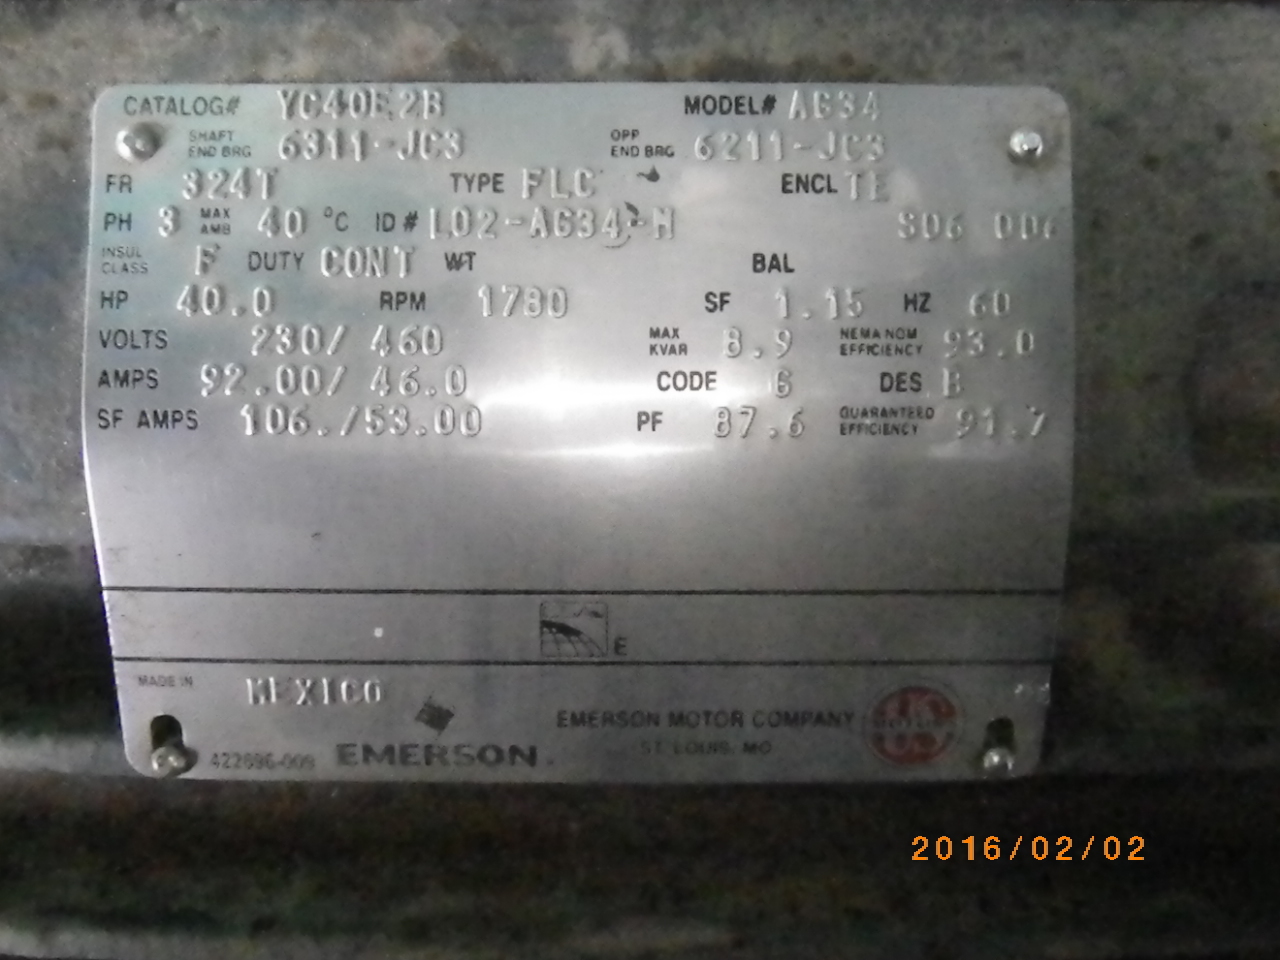 CATALOG# YC40E2B MODEL# AG34
SHAFT END BRG 6311-JC3 OPP END BRG 6211-JC3
FR 324T TYPE FLC ENCL TE
PH 3 MAX AMB 40 °C ID# L02-AG34-M S06 006
INSUL CLASS F DUTY CONT WT BAL
HP 40.0 RPM 1780 SF 1.15 HZ 60
VOLTS 230/ 460 MAX KVAR 8.9 NEMA NOM EFFICIENCY 93.0
AMPS 92.00/ 46.0 CODE G DES B
SF AMPS 106./53.00 PF 87.6 GUARANTEED EFFICIENCY 91.7
E
MADE IN MEXICO
EMERSON MOTOR COMPANY
ST. LOUIS, MO
422696-009 EMERSON.
US MOTORS
2016/02/02